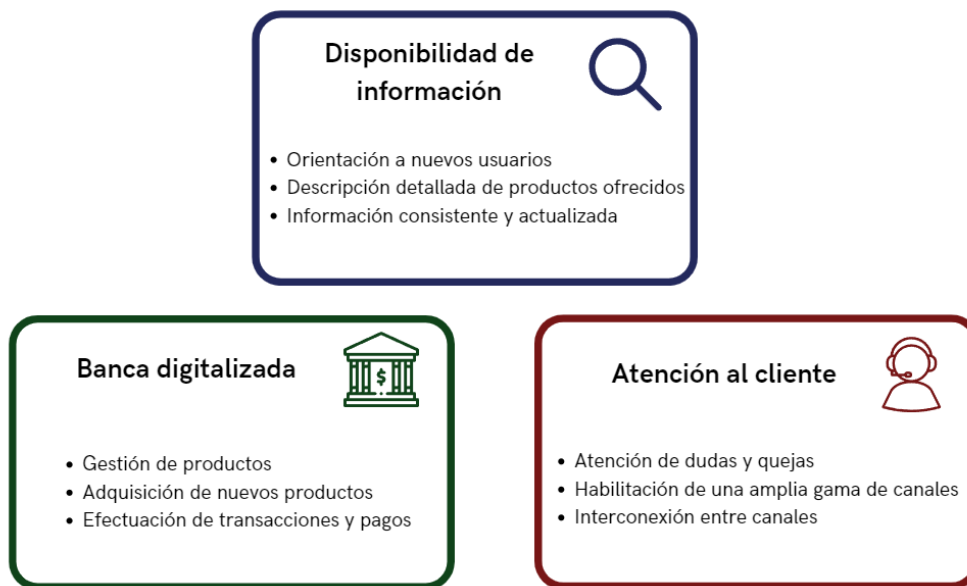 Disponibilidad de
información
• Orientación a nuevos usuarios
• Descripción detallada de productos ofrecidos
• Información consistente y actualizada
Banca digitalizada
$
• Gestión de productos
• Adquisición de nuevos productos
• Efectuación de transacciones y pagos
Atención al cliente
• Atención de dudas y quejas
• Habilitación de una amplia gama de canales
• Interconexión entre canales